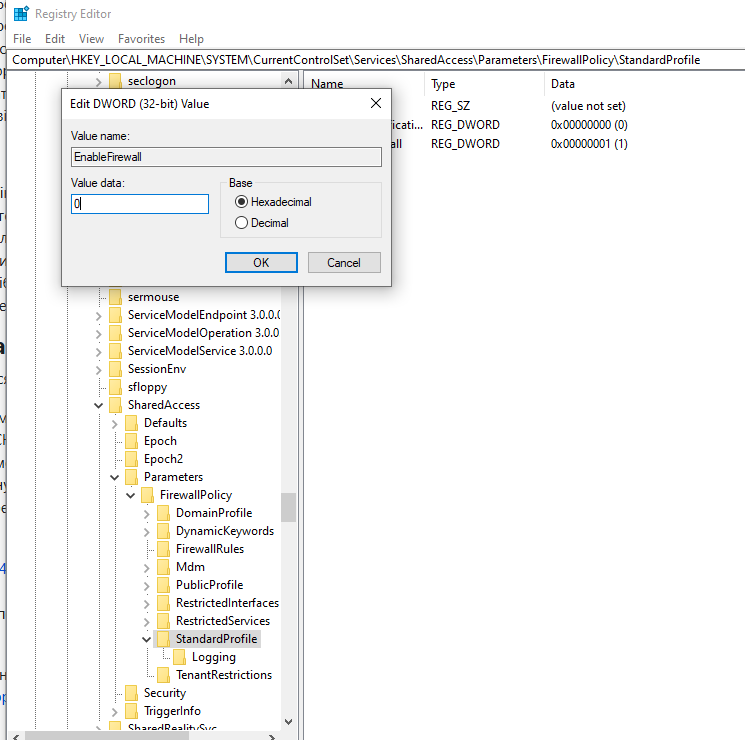 Registry Editor
File Edit View Favorites Help
Computer\HKEY_LOCAL_MACHINE\SYSTEM\CurrentControlSet\Services\SharedAccess\Parameters\FirewallPolicy\StandardProfile
seclogon
Name Type Data
REG_SZ (value not set)
REG_DWORD 0x00000000 (0)
REG_DWORD 0x00000001 (1)
Edit DWORD (32-bit) Value
Value name:
EnableFirewall
Value data:
0
Base
Hexadecimal
Decimal
OK Cancel
sermouse
ServiceModelEndpoint 3.0.0.0
ServiceModelOperation 3.0.0
ServiceModelService 3.0.0.0
SessionEnv
sfloppy
SharedAccess
Defaults
Epoch
Epoch2
Parameters
FirewallPolicy
DomainProfile
DynamicKeywords
FirewallRules
Mdm
PublicProfile
RestrictedInterfaces
RestrictedServices
StandardProfile
Logging
TenantRestrictions
Security
TriggerInfo
SharedRealitySvc